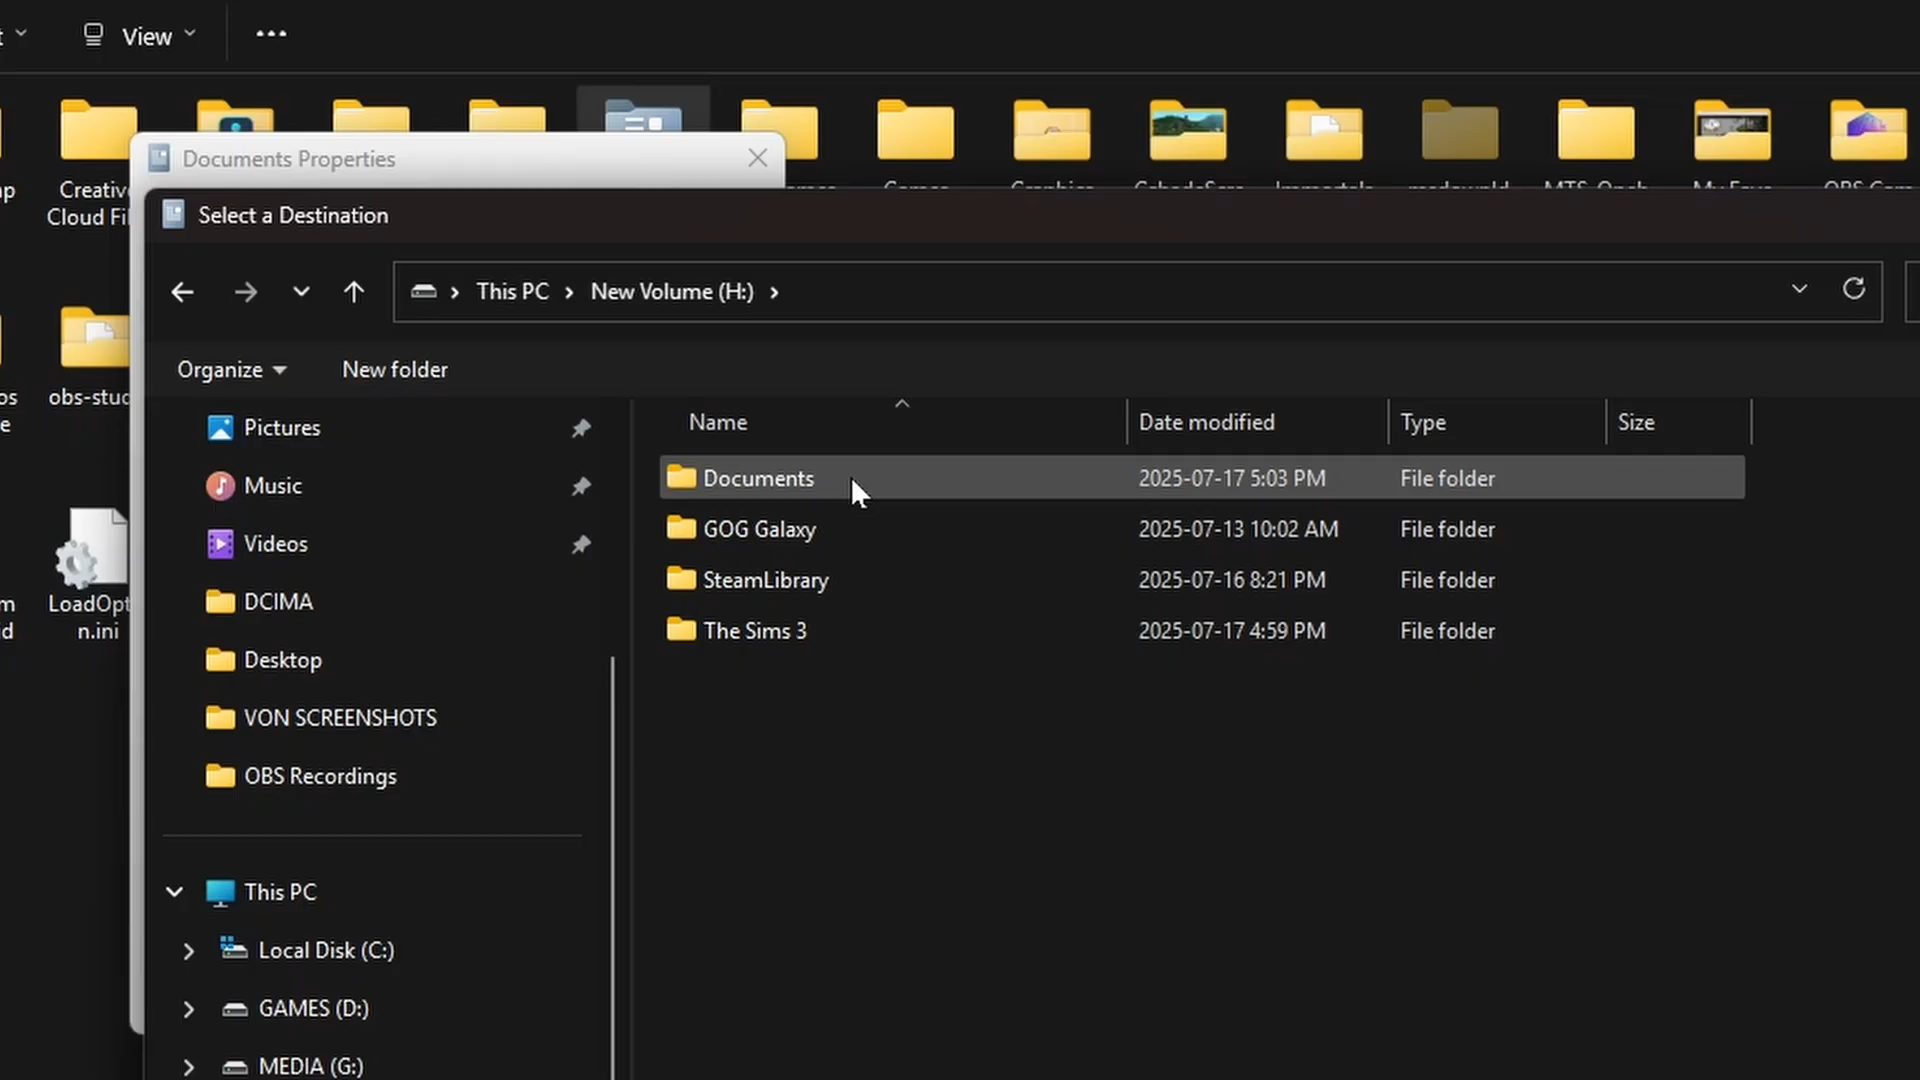 View
Documents Properties
Creative
Cloud Fil
Select a Destination
This PC
New Volume (H:)
Organize
New folder
obs-stud
LoadOpt
n.ini
Pictures
Music
Videos
DCIMA
Desktop
VON SCREENSHOTS
OBS Recordings
This PC
Local Disk (C:)
GAMES (D:)
MEDIA (G:)
Name
Date modified
Type
Size
Documents
2025-07-17 5:03 PM
File folder
GOG Galaxy
2025-07-13 10:02 AM
File folder
SteamLibrary
2025-07-16 8:21 PM
File folder
The Sims 3
2025-07-17 4:59 PM
File folder